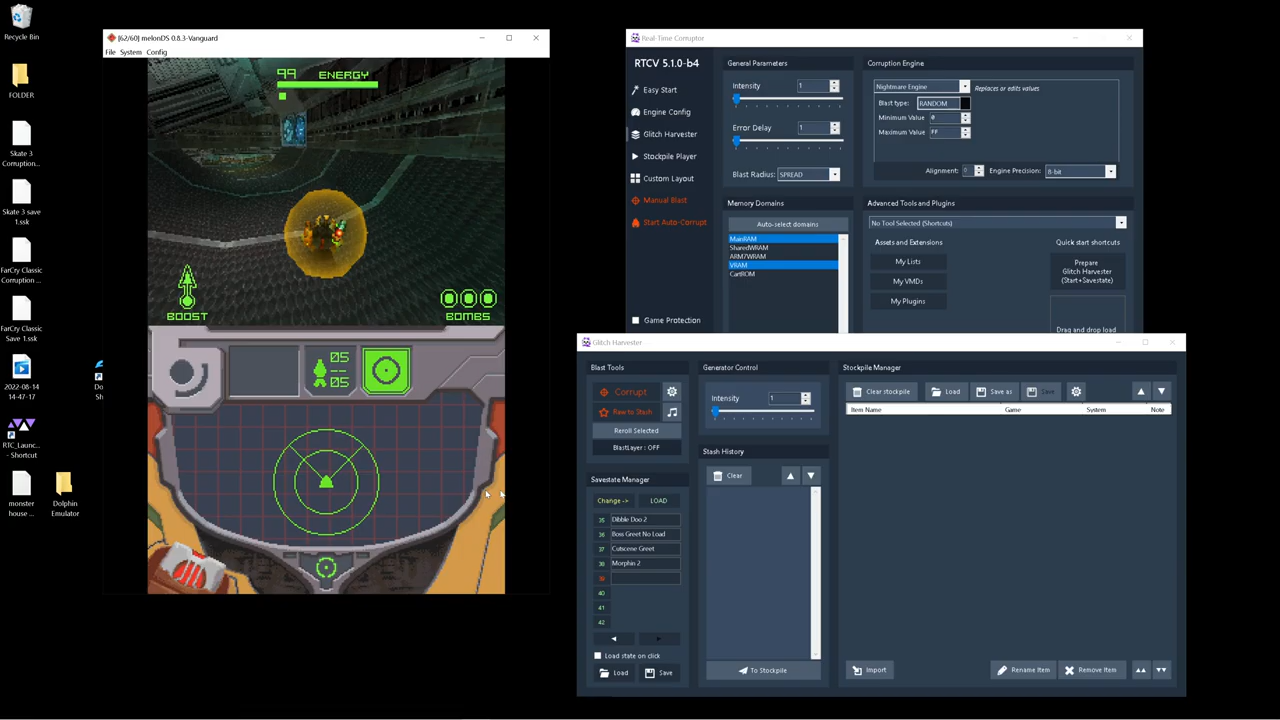 Recycle Bin
FOLDER
Skate 3
Corruption...
Skate 3 save
1.ssk
FarCry Classic
Corruption ...
FarCry Classic
Save 1.ssk
2022-08-14
14-47-17
Do
Sh
RTC_Launc...
- Shortcut
monster
house ...
Dolphin
Emulator
[62/60] melonDS 0.8.3-Vanguard
File System Config
99 ENERGY
BOOST
BOMBS
05
--
05
Real-Time Corruptor
RTCV 5.1.0-b4
Easy Start
Engine Config
Glitch Harvester
Stockpile Player
Custom Layout
Manual Blast
Start Auto-Corrupt
Game Protection
General Parameters
Intensity 1
Error Delay 1
Blast Radius: SPREAD
Memory Domains
Auto-select domains
MainRAM
SharedWRAM
ARM7WRAM
VRAM
CartROM
Corruption Engine
Nightmare Engine Replaces or edits values
Blast type: RANDOM
Minimum Value 0
Maximum Value FF
Alignment: 0 Engine Precision: 8-bit
Advanced Tools and Plugins
No Tool Selected (Shortcuts)
Assets and Extensions
My Lists
My VMDs
My Plugins
Quick start shortcuts
Prepare
Glitch Harvester
(Start+Savestate)
Drag and drop load
Glitch Harvester
Blast Tools
Corrupt
Raw to Stash
Reroll Selected
BlastLayer : OFF
Savestate Manager
Change -> LOAD
35 Dibble Doo 2
36 Boss Greet No Load
37 Cutscene Greet
38 Morphin 2
39
40
41
42
Load state on click
Load Save
Generator Control
Intensity 1
Stash History
Clear
To Stockpile
Stockpile Manager
Clear stockpile Load Save as Save
Item Name Game System Note
Import Rename Item Remove Item